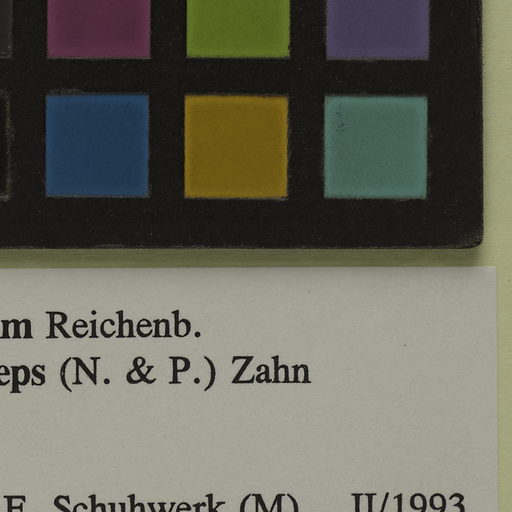 m Reichenb.
eps (N. & P.) Zahn
F. Schuhwerk (M) II/1993